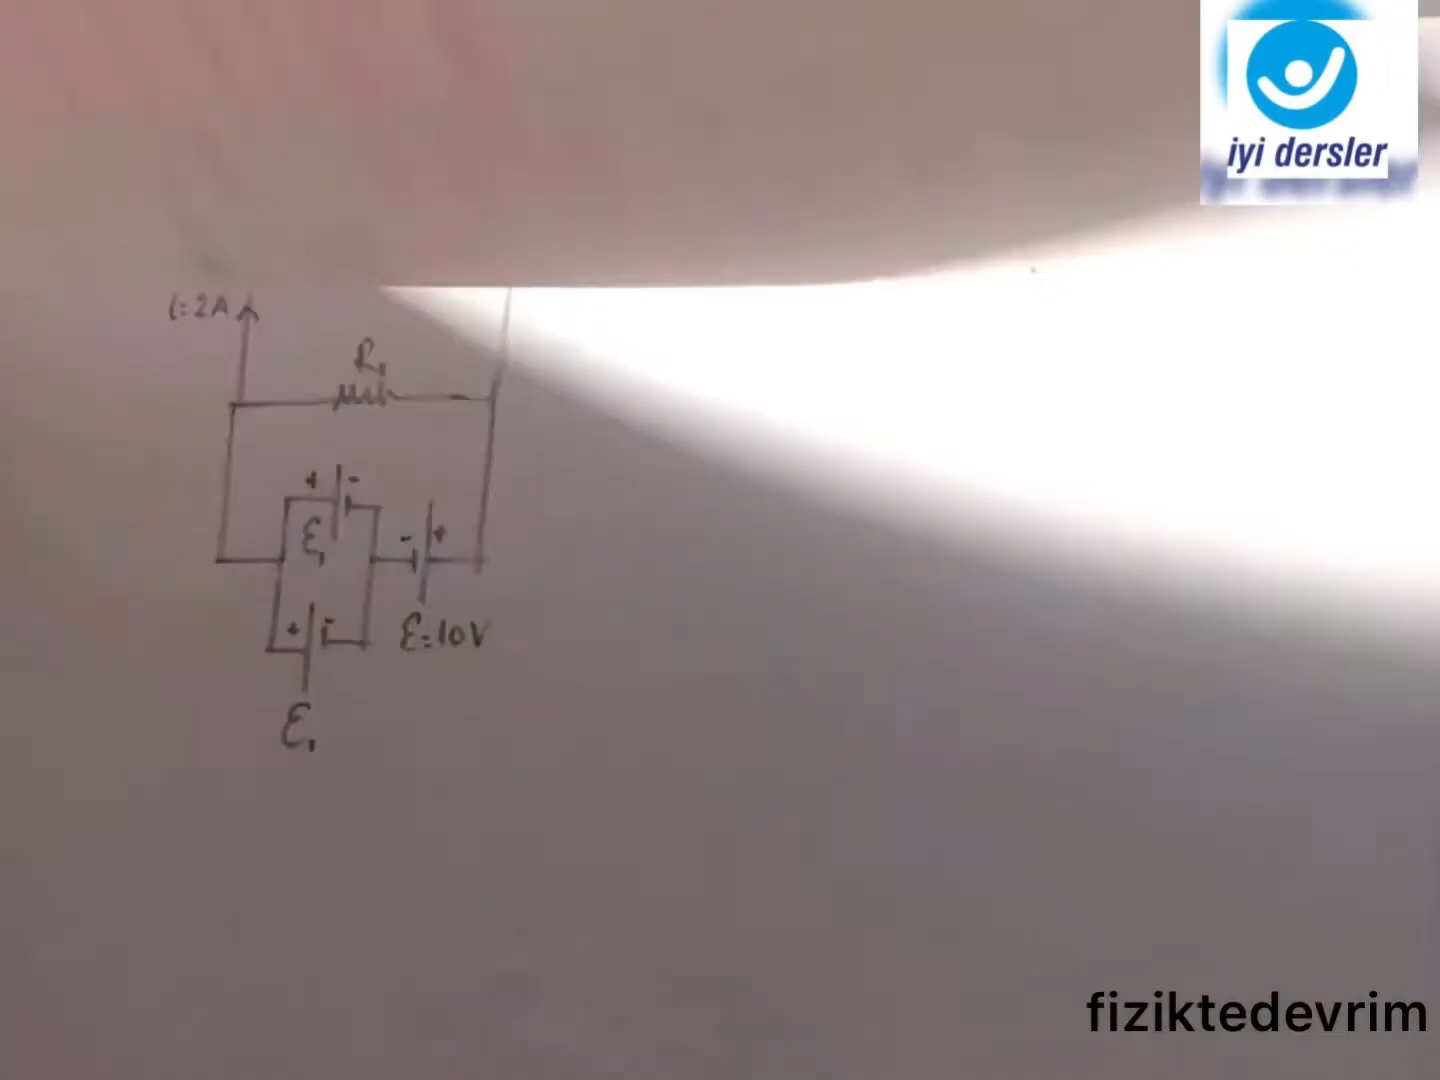 iyi dersler
i=2A
R₁
+ -
ε₁
- +
+ -
ε=10V
ε₁
fiziktedevrim